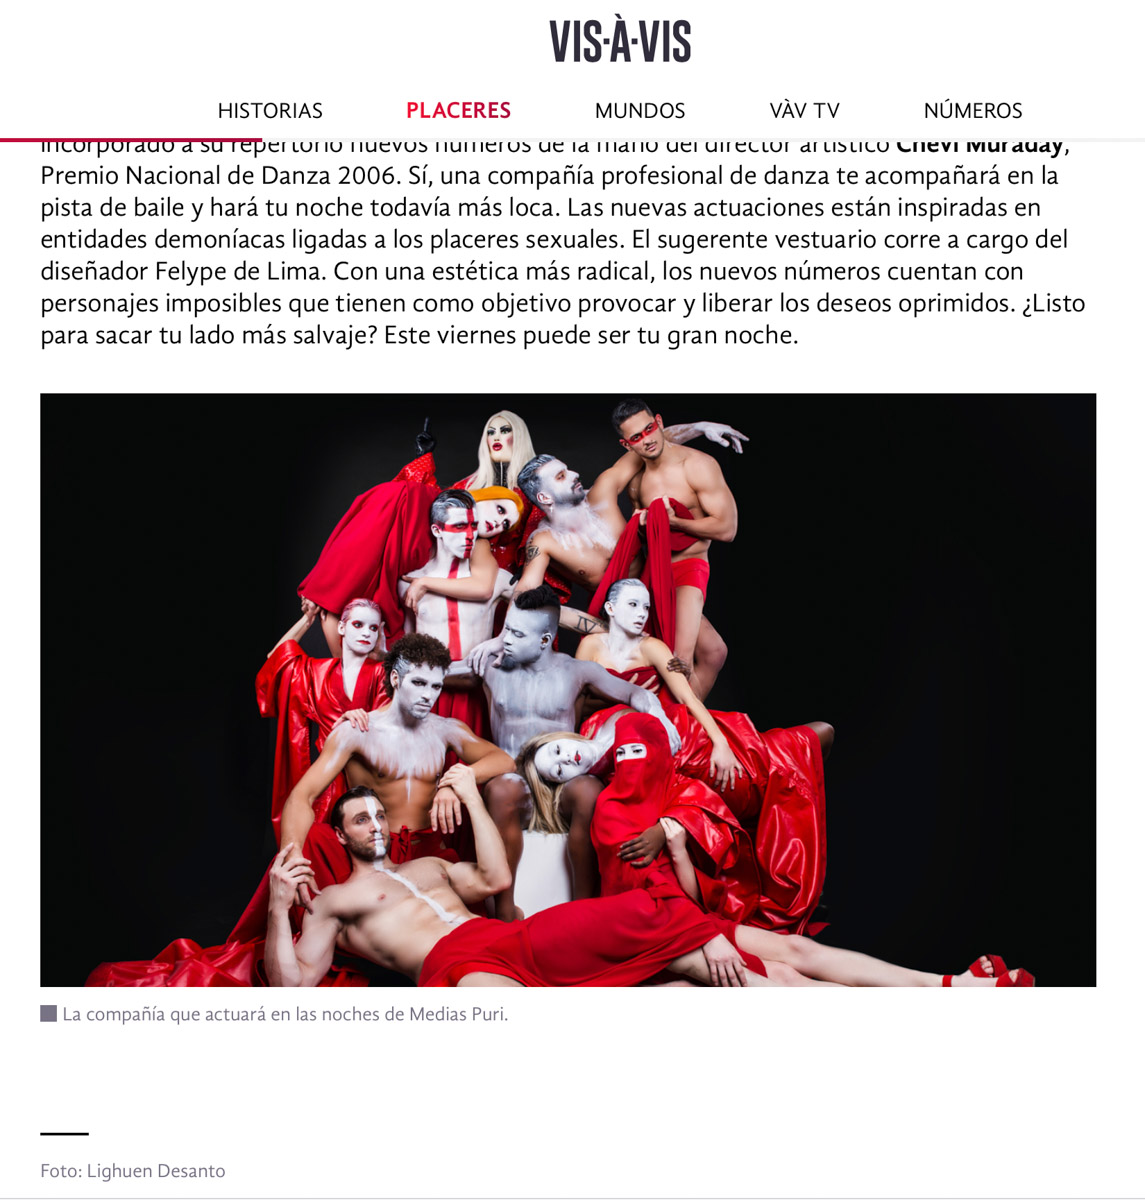 VIS·À·VIS
HISTORIAS
PLACERES
MUNDOS
VÀV TV
NÚMEROS
incorporado a su repertorio nuevos números de la mano del director artístico Chevi Muraday,
Premio Nacional de Danza 2006. Sí, una compañía profesional de danza te acompañará en la
pista de baile y hará tu noche todavía más loca. Las nuevas actuaciones están inspiradas en
entidades demoníacas ligadas a los placeres sexuales. El sugerente vestuario corre a cargo del
diseñador Felype de Lima. Con una estética más radical, los nuevos números cuentan con
personajes imposibles que tienen como objetivo provocar y liberar los deseos oprimidos. ¿Listo
para sacar tu lado más salvaje? Este viernes puede ser tu gran noche.
La compañía que actuará en las noches de Medias Puri.
Foto: Lighuen Desanto